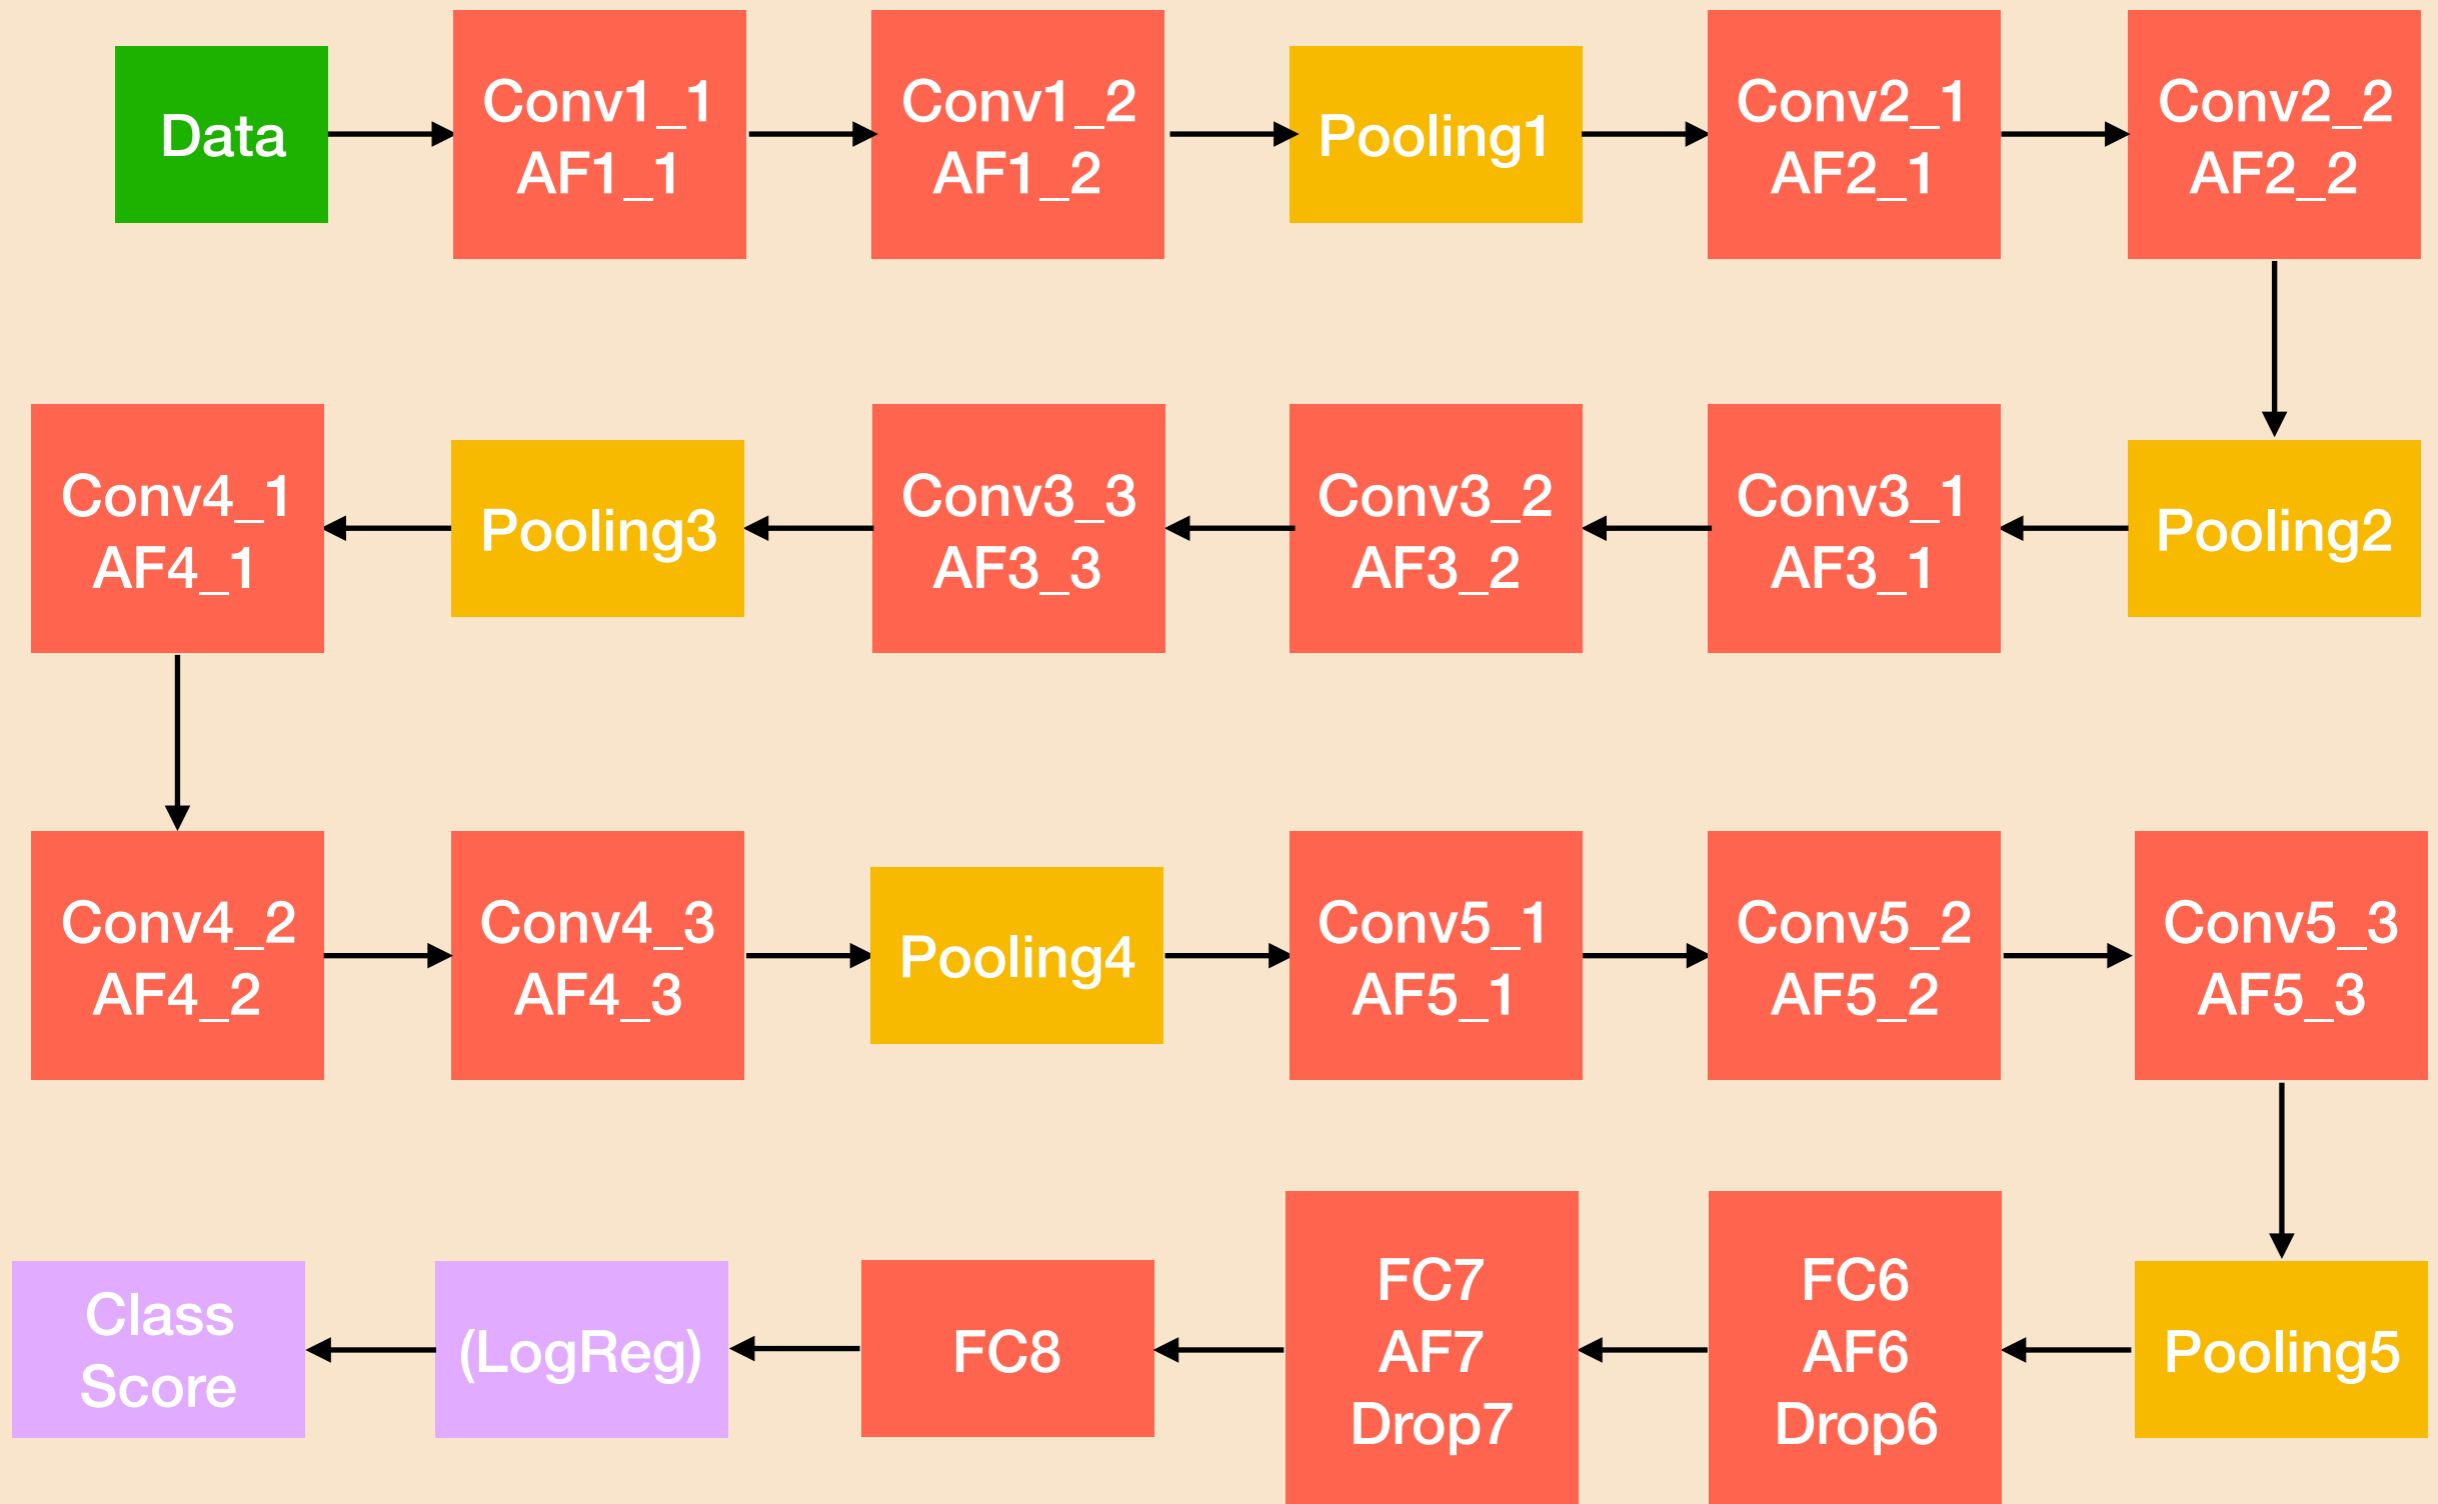 Data
Conv1_1
AF1_1
Conv1_2
AF1_2
Pooling1
Conv2_1
AF2_1
Conv2_2
AF2_2
Pooling2
Conv3_1
AF3_1
Conv3_2
AF3_2
Conv3_3
AF3_3
Pooling3
Conv4_1
AF4_1
Conv4_2
AF4_2
Conv4_3
AF4_3
Pooling4
Conv5_1
AF5_1
Conv5_2
AF5_2
Conv5_3
AF5_3
Pooling5
FC6
AF6
Drop6
FC7
AF7
Drop7
FC8
(LogReg)
Class
Score